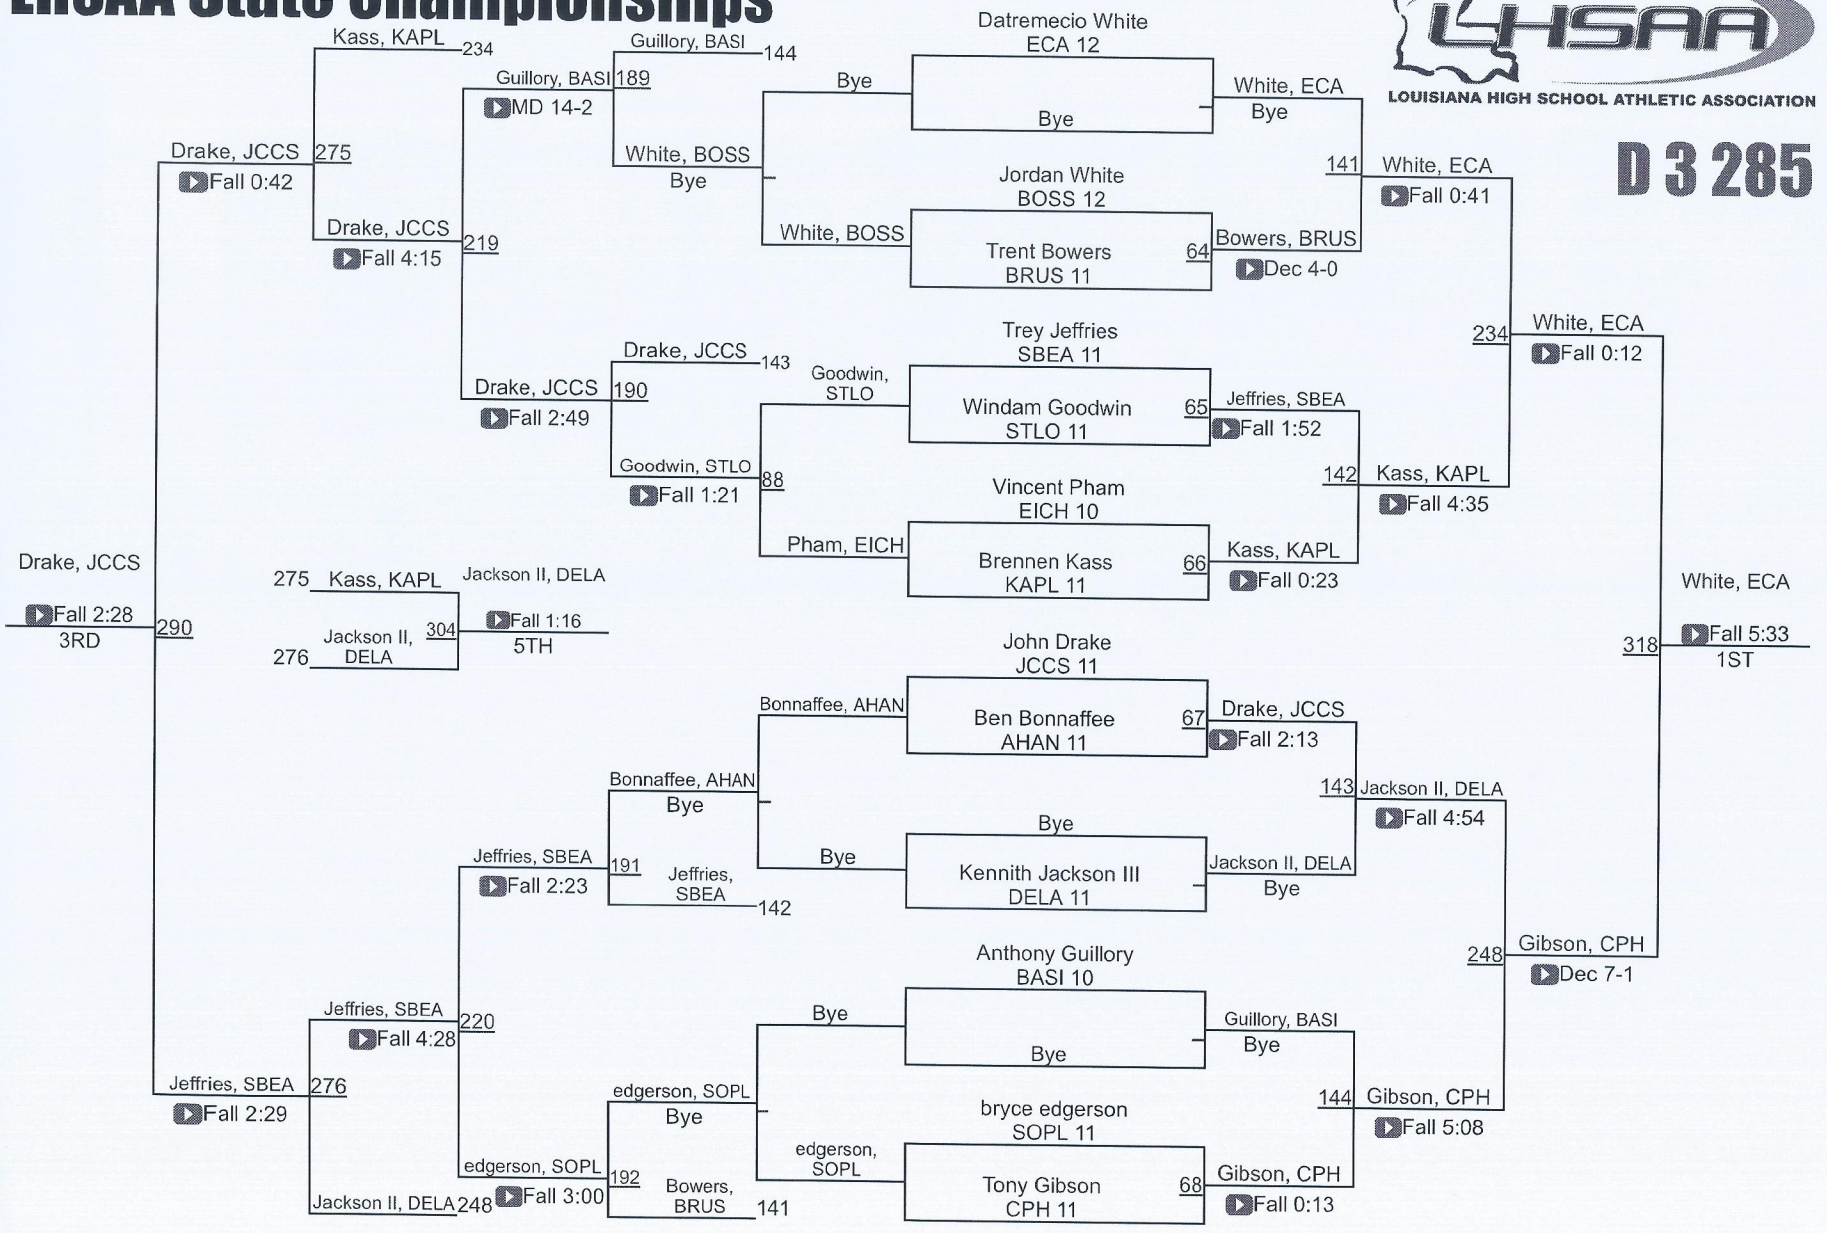 LHSAA State Championships
LHSAA
LOUISIANA HIGH SCHOOL ATHLETIC ASSOCIATION
D 3 285
Drake, JCCS
Fall 2:28
3RD
290
Drake, JCCS
275
Fall 0:42
Jeffries, SBEA
276
Fall 2:29
Kass, KAPL
234
Drake, JCCS
219
Fall 4:15
275
Kass, KAPL
276
Jackson II,
DELA
304
Jackson II, DELA
Fall 1:16
5TH
Jeffries, SBEA
220
Fall 4:28
Jackson II, DELA
248
Guillory, BASI
189
MD 14-2
Drake, JCCS
190
Fall 2:49
Jeffries, SBEA
191
Fall 2:23
edgerson, SOPL
192
Fall 3:00
Guillory, BASI
144
White, BOSS
Bye
Drake, JCCS
143
Goodwin, STLO
88
Fall 1:21
Bonnaffee, AHAN
Bye
Jeffries,
SBEA
142
edgerson, SOPL
Bye
Bowers,
BRUS
141
Bye
White, BOSS
Goodwin,
STLO
Pham, EICH
Bonnaffee, AHAN
Bye
Bye
edgerson,
SOPL
Datremecio White
ECA 12
Bye
Jordan White
BOSS 12
Trent Bowers
BRUS 11
64
Trey Jeffries
SBEA 11
Windam Goodwin
STLO 11
65
Vincent Pham
EICH 10
Brennen Kass
KAPL 11
66
John Drake
JCCS 11
Ben Bonnaffee
AHAN 11
67
Bye
Kennith Jackson III
DELA 11
Anthony Guillory
BASI 10
Bye
bryce edgerson
SOPL 11
Tony Gibson
CPH 11
68
White, ECA
Bye
Bowers, BRUS
Dec 4-0
Jeffries, SBEA
Fall 1:52
Kass, KAPL
Fall 0:23
Drake, JCCS
Fall 2:13
Jackson II, DELA
Bye
Guillory, BASI
Bye
Gibson, CPH
Fall 0:13
141
White, ECA
Fall 0:41
142
Kass, KAPL
Fall 4:35
143
Jackson II, DELA
Fall 4:54
144
Gibson, CPH
Fall 5:08
234
White, ECA
Fall 0:12
248
Gibson, CPH
Dec 7-1
318
White, ECA
Fall 5:33
1ST